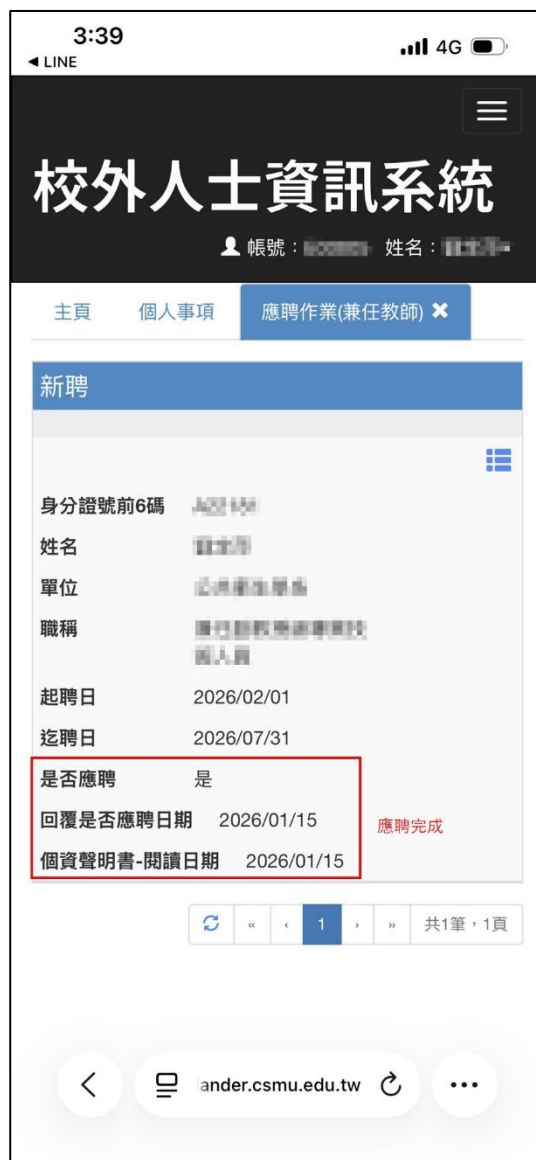 3:39
4G
◀ LINE
校外人士資訊系統
帳號： 姓名：
主頁 個人事項 應聘作業(兼任教師) ✖
新聘
身分證號前6碼
姓名
單位
職稱
起聘日 2026/02/01
迄聘日 2026/07/31
是否應聘 是
回覆是否應聘日期 2026/01/15
應聘完成
個資聲明書-閱讀日期 2026/01/15
« ‹ 1 › » 共1筆，1頁
ander.csmu.edu.tw